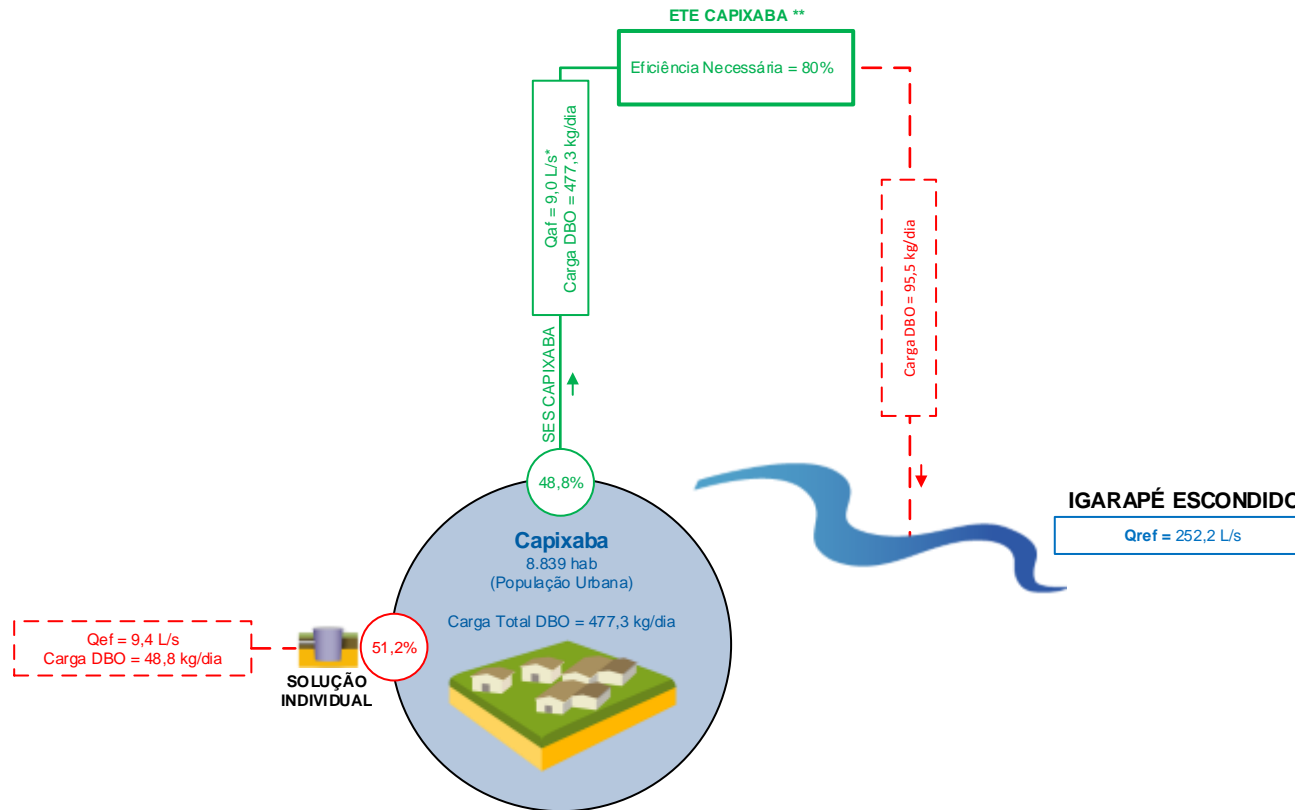 ETE CAPIXABA **
Eficiência Necessária = 80%
Qaf = 9,0 L/s*
Carga DBO = 477,3 kg/dia
SES CAPIXABA
Carga DBO = 95,5 kg/dia
48,8%
IGARAPÉ ESCONDIDO
Qref = 252,2 L/s
Capixaba
8.839 hab
(População Urbana)
Carga Total DBO = 477,3 kg/dia
Qef = 9,4 L/s
Carga DBO = 48,8 kg/dia
51,2%
SOLUÇÃO
INDIVIDUAL